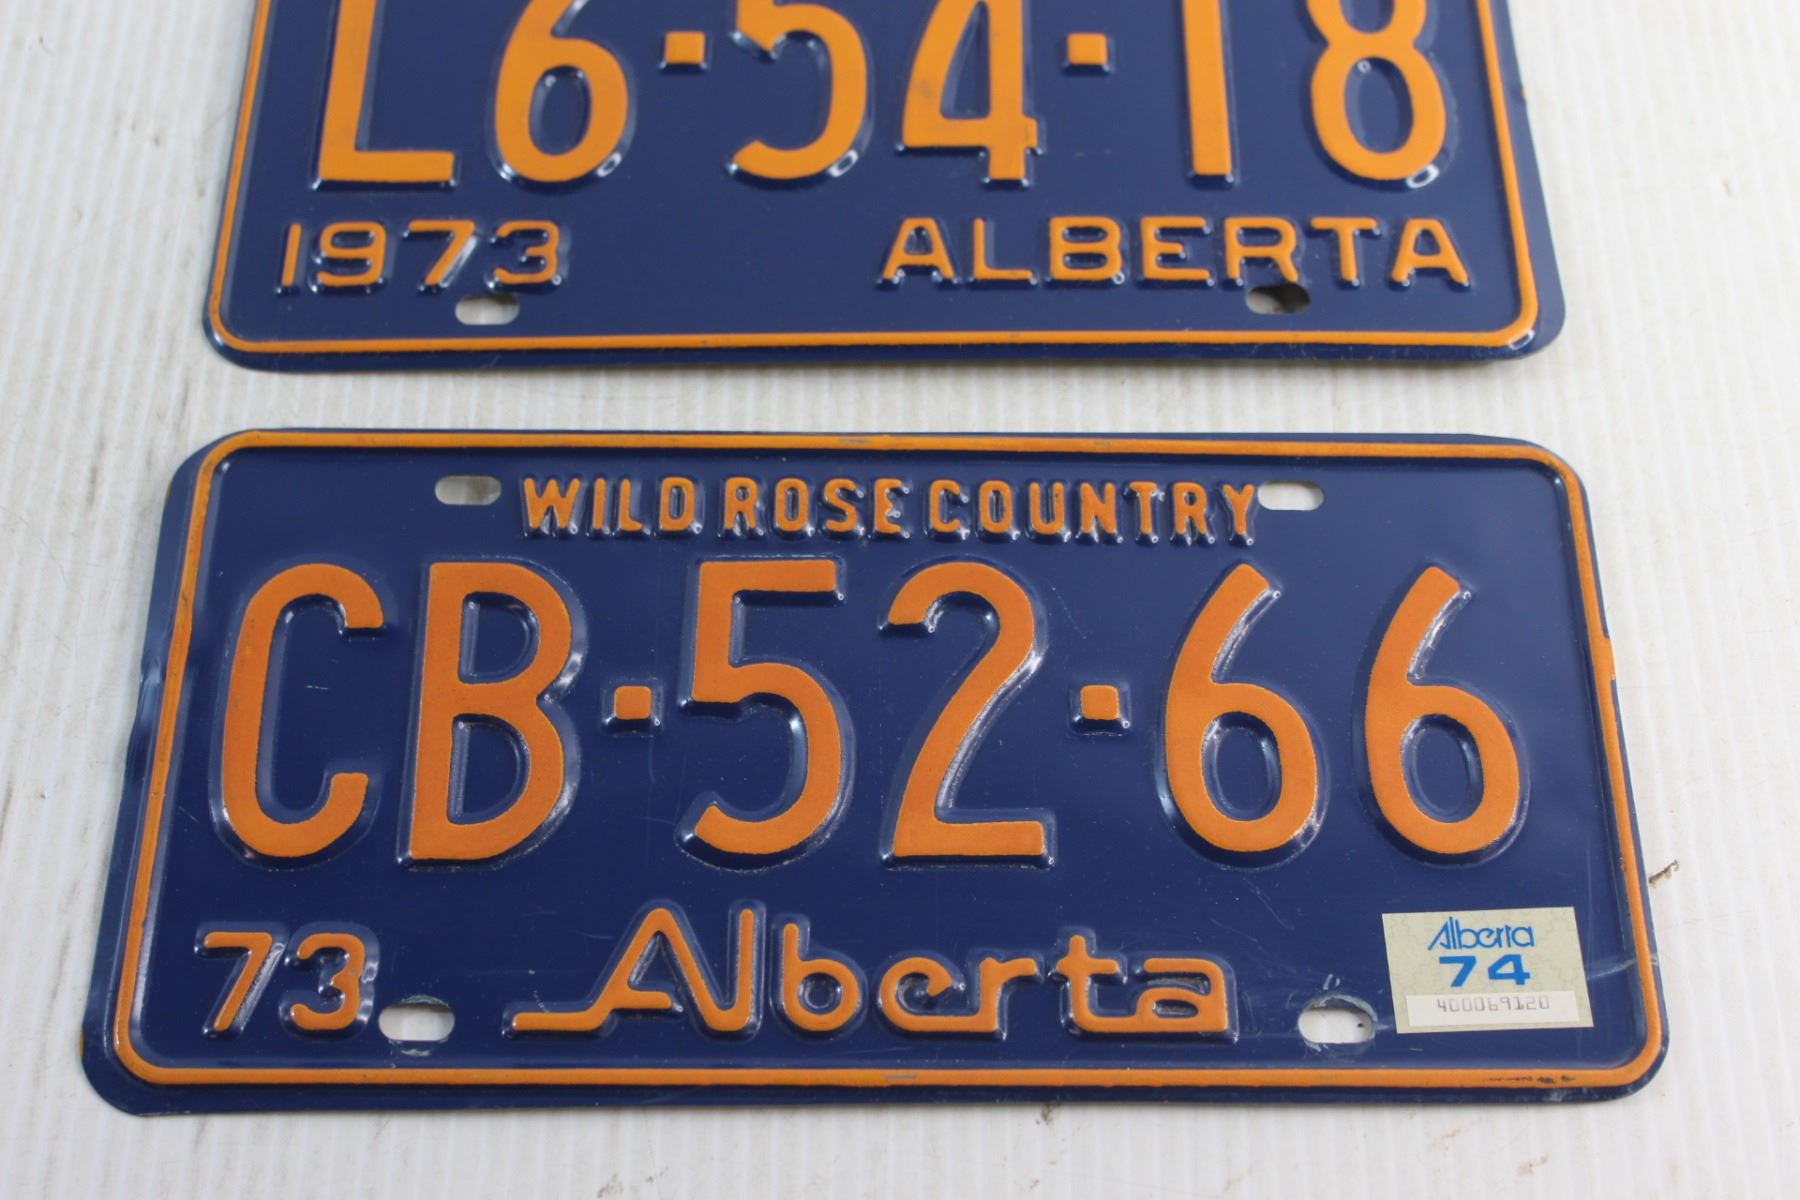 L6·54·18
1973 ALBERTA
WILD ROSE COUNTRY
CB·52·66
73 Alberta
Alberta
74
400069120